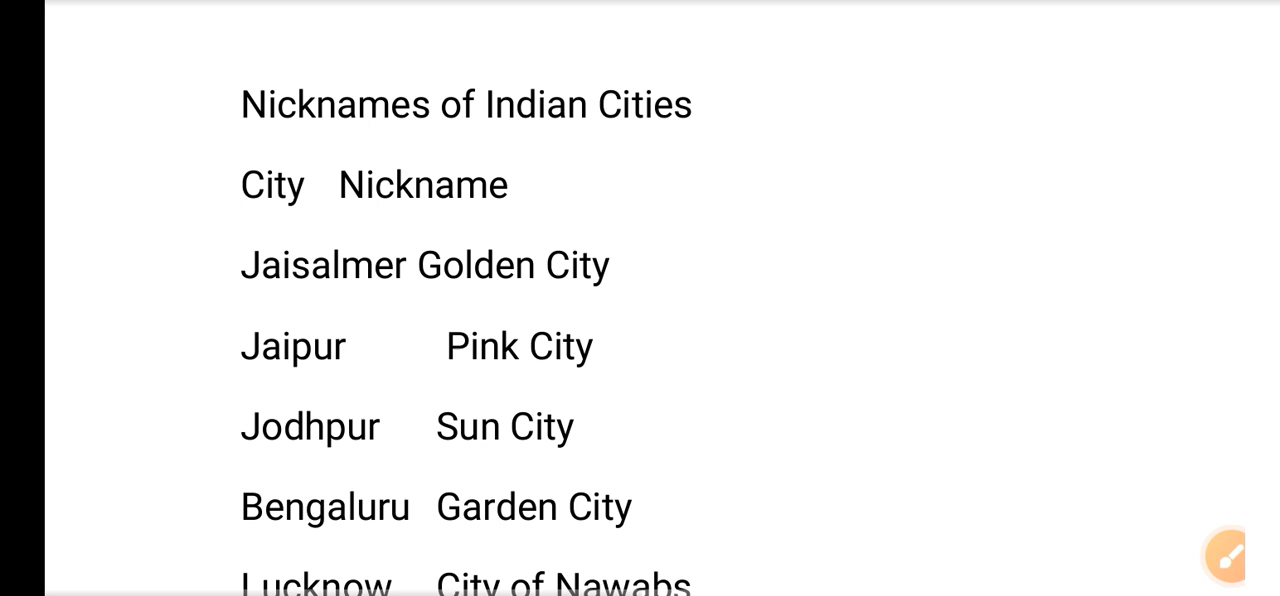 Nicknames of Indian Cities
City Nickname
Jaisalmer Golden City
Jaipur Pink City
Jodhpur Sun City
Bengaluru Garden City
Lucknow City of Nawabs